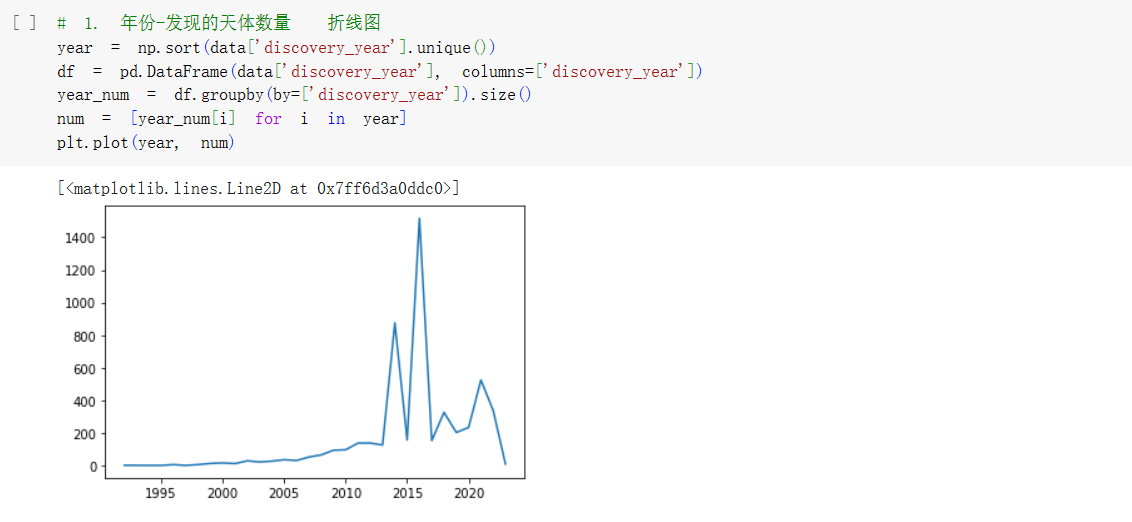 [ ] # 1. 年份-发现的天体数量 折线图
year = np.sort(data['discovery_year'].unique())
df = pd.DataFrame(data['discovery_year'], columns=['discovery_year'])
year_num = df.groupby(by=['discovery_year']).size()
num = [year_num[i] for i in year]
plt.plot(year, num)
[<matplotlib.lines.Line2D at 0x7ff6d3a0ddc0>]
1400
1200
1000
800
600
400
200
0
1995 2000 2005 2010 2015 2020